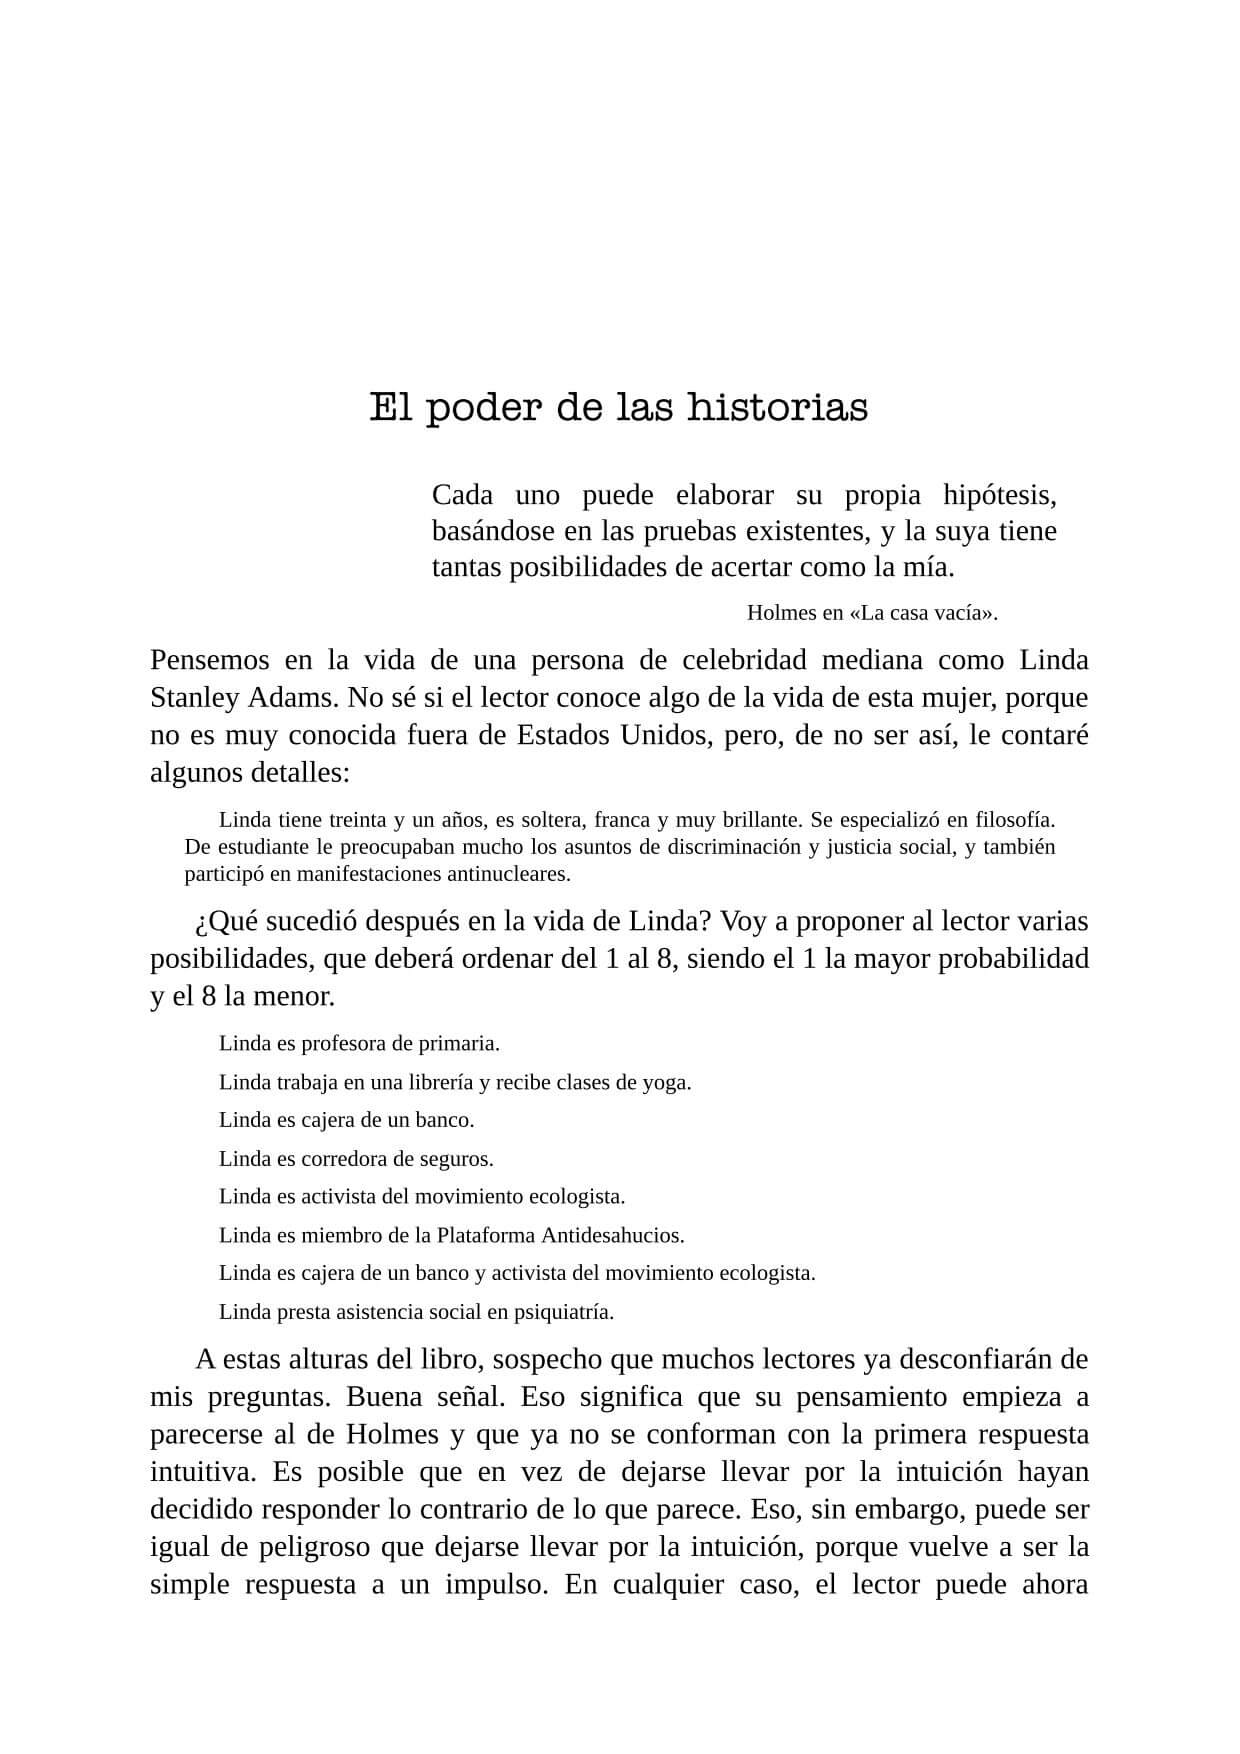 El poder de las historias
Cada uno puede elaborar su propia hipótesis,
basándose en las pruebas existentes, y la suya tiene
tantas posibilidades de acertar como la mía.
Holmes en «La casa vacía».
Pensemos en la vida de una persona de celebridad mediana como Linda
Stanley Adams. No sé si el lector conoce algo de la vida de esta mujer, porque
no es muy conocida fuera de Estados Unidos, pero, de no ser así, le contaré
algunos detalles:
Linda tiene treinta y un años, es soltera, franca y muy brillante. Se especializó en filosofía.
De estudiante le preocupaban mucho los asuntos de discriminación y justicia social, y también
participó en manifestaciones antinucleares.
¿Qué sucedió después en la vida de Linda? Voy a proponer al lector varias
posibilidades, que deberá ordenar del 1 al 8, siendo el 1 la mayor probabilidad
y el 8 la menor.
Linda es profesora de primaria.
Linda trabaja en una librería y recibe clases de yoga.
Linda es cajera de un banco.
Linda es corredora de seguros.
Linda es activista del movimiento ecologista.
Linda es miembro de la Plataforma Antidesahucios.
Linda es cajera de un banco y activista del movimiento ecologista.
Linda presta asistencia social en psiquiatría.
A estas alturas del libro, sospecho que muchos lectores ya desconfiarán de
mis preguntas. Buena señal. Eso significa que su pensamiento empieza a
parecerse al de Holmes y que ya no se conforman con la primera respuesta
intuitiva. Es posible que en vez de dejarse llevar por la intuición hayan
decidido responder lo contrario de lo que parece. Eso, sin embargo, puede ser
igual de peligroso que dejarse llevar por la intuición, porque vuelve a ser la
simple respuesta a un impulso. En cualquier caso, el lector puede ahora